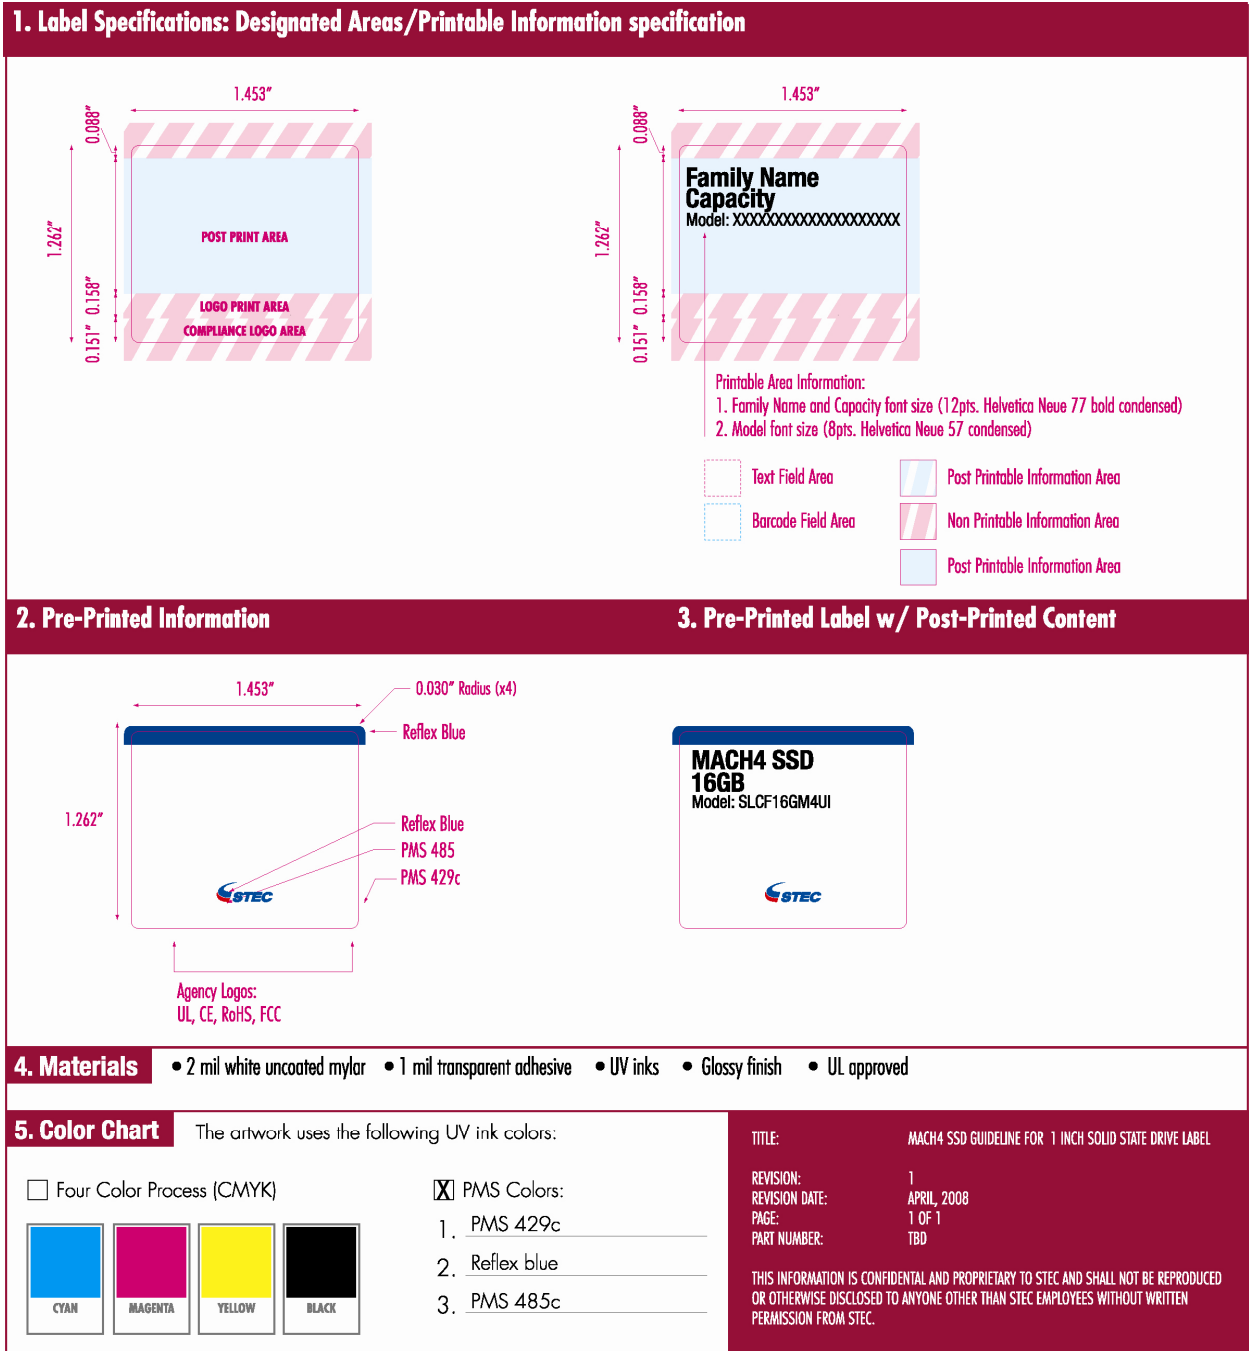 1. Label Specifications: Designated Areas/Printable Information specification
1.453"
0.088"
1.262"
POST PRINT AREA
0.158"
LOGO PRINT AREA
0.151"
COMPLIANCE LOGO AREA
1.453"
0.088"
1.262"
Family Name
Capacity
Model: XXXXXXXXXXXXXXXXXXXX
0.158"
0.151"
Printable Area Information:
1. Family Name and Capacity font size (12pts. Helvetica Neue 77 bold condensed)
2. Model font size (8pts. Helvetica Neue 57 condensed)
Text Field Area
Post Printable Information Area
Barcode Field Area
Non Printable Information Area
Post Printable Information Area
2. Pre-Printed Information
3. Pre-Printed Label w/ Post-Printed Content
1.453"
0.030" Radius (x4)
Reflex Blue
1.262"
Reflex Blue
PMS 485
PMS 429c
STEC
Agency Logos:
UL, CE, RoHS, FCC
MACH4 SSD
16GB
Model: SLCF16GM4UI
STEC
4. Materials
• 2 mil white uncoated mylar • 1 mil transparent adhesive • UV inks • Glossy finish • UL approved
5. Color Chart
The artwork uses the following UV ink colors:
Four Color Process (CMYK)
CYAN
MAGENTA
YELLOW
BLACK
X PMS Colors:
1. PMS 429c
2. Reflex blue
3. PMS 485c
TITLE: MACH4 SSD GUIDELINE FOR 1 INCH SOLID STATE DRIVE LABEL
REVISION: 1
REVISION DATE: APRIL, 2008
PAGE: 1 OF 1
PART NUMBER: TBD
THIS INFORMATION IS CONFIDENTAL AND PROPRIETARY TO STEC AND SHALL NOT BE REPRODUCED
OR OTHERWISE DISCLOSED TO ANYONE OTHER THAN STEC EMPLOYEES WITHOUT WRITTEN
PERMISSION FROM STEC.